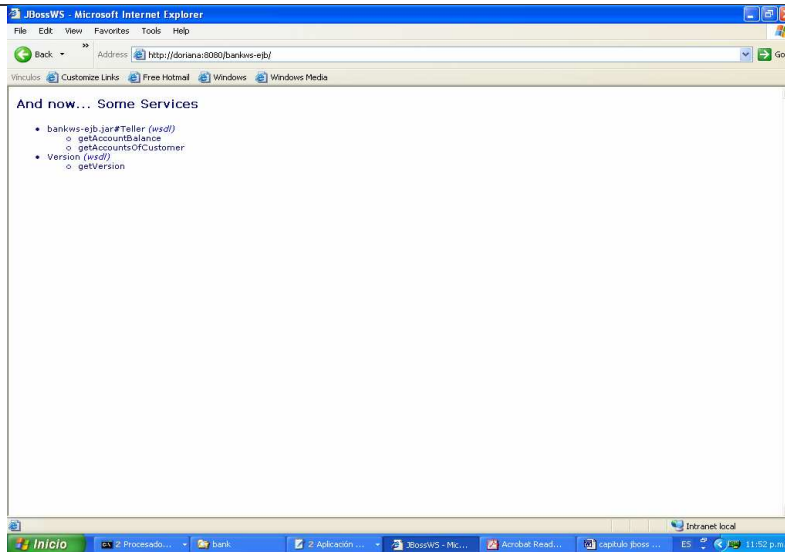 JBossWS - Microsoft Internet Explorer
File Edit View Favorites Tools Help
Back » Address http://doriana:8080/bankws-ejb/ Go
Vínculos Customize Links Free Hotmail Windows Windows Media
And now... Some Services
bankws-ejb.jar#Teller (wsdl)
getAccountBalance
getAccountsOfCustomer
Version (wsdl)
getVersion
Intranet local
Inicio 2 Procesado... bank 2 Aplicación ... JBossWS - Mic... Acrobat Read... capitulo jboss ... ES 11:52 p.m.